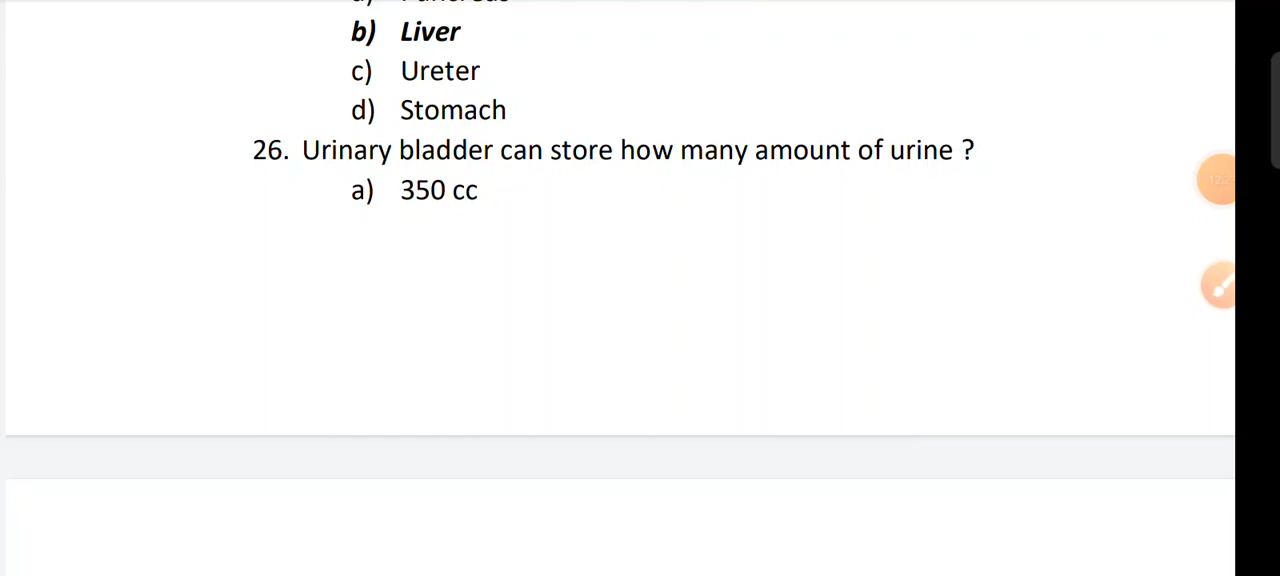 b) Liver
c) Ureter
d) Stomach
26. Urinary bladder can store how many amount of urine ?
a) 350 cc